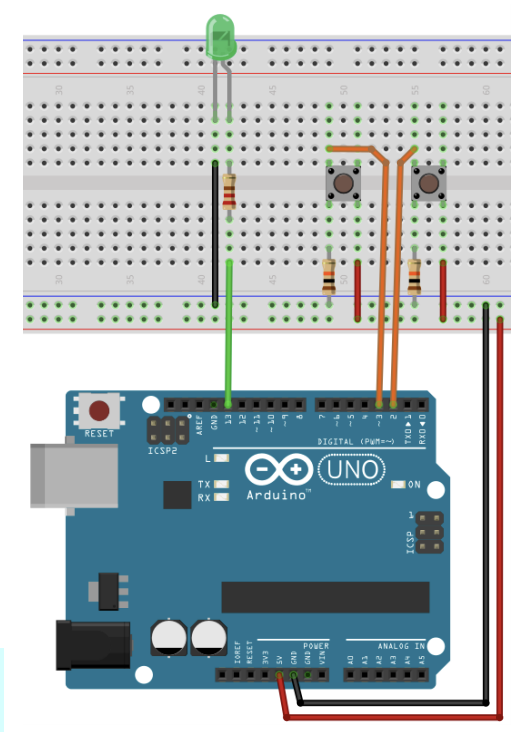 30 35 40 45 50 55 60
30 35 40 45 50 55 60
RESET
ICSP2
AREF
GND
13
12
~11
~10
~9
8
7
~6
~5
4
~3
2
TX0▶1
RX0◀0
DIGITAL (PWM=~)
L
TX
RX
UNO
Arduino™
ON
1
ICSP
POWER
ANALOG IN
IOREF
RESET
3V3
5V
GND
GND
VIN
A0
A1
A2
A3
A4
A5